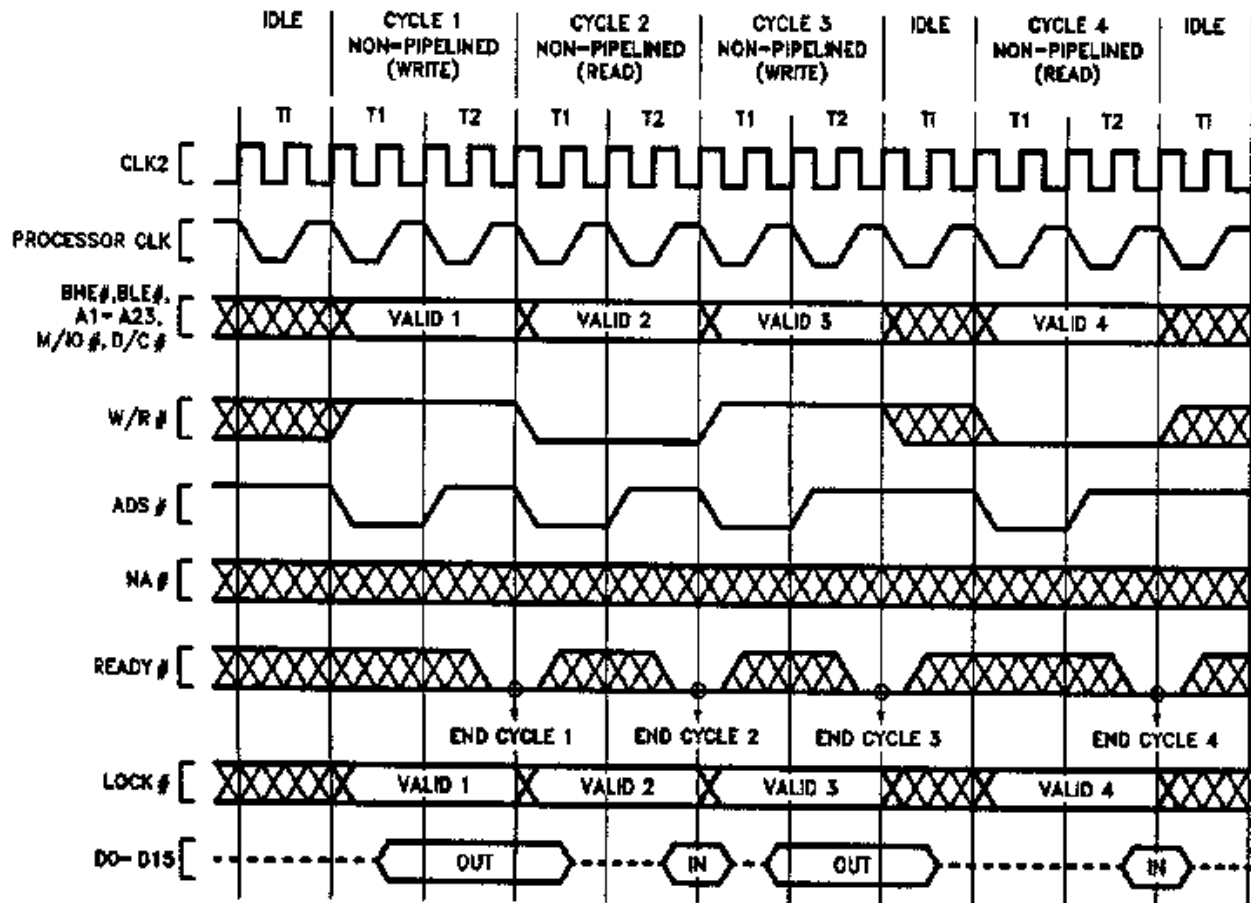 IDLE
CYCLE 1
NON-PIPELINED
(WRITE)
CYCLE 2
NON-PIPELINED
(READ)
CYCLE 3
NON-PIPELINED
(WRITE)
IDLE
CYCLE 4
NON-PIPELINED
(READ)
IDLE
TI T1 T2 T1 T2 T1 T2 TI T1 T2 TI
CLK2
PROCESSOR CLK
BHE#,BLE#,
A1-A23,
M/IO#,D/C#
VALID 1 VALID 2 VALID 3 VALID 4
W/R#
ADS#
NA#
READY#
END CYCLE 1 END CYCLE 2 END CYCLE 3 END CYCLE 4
LOCK#
VALID 1 VALID 2 VALID 3 VALID 4
D0-D15
OUT IN OUT IN